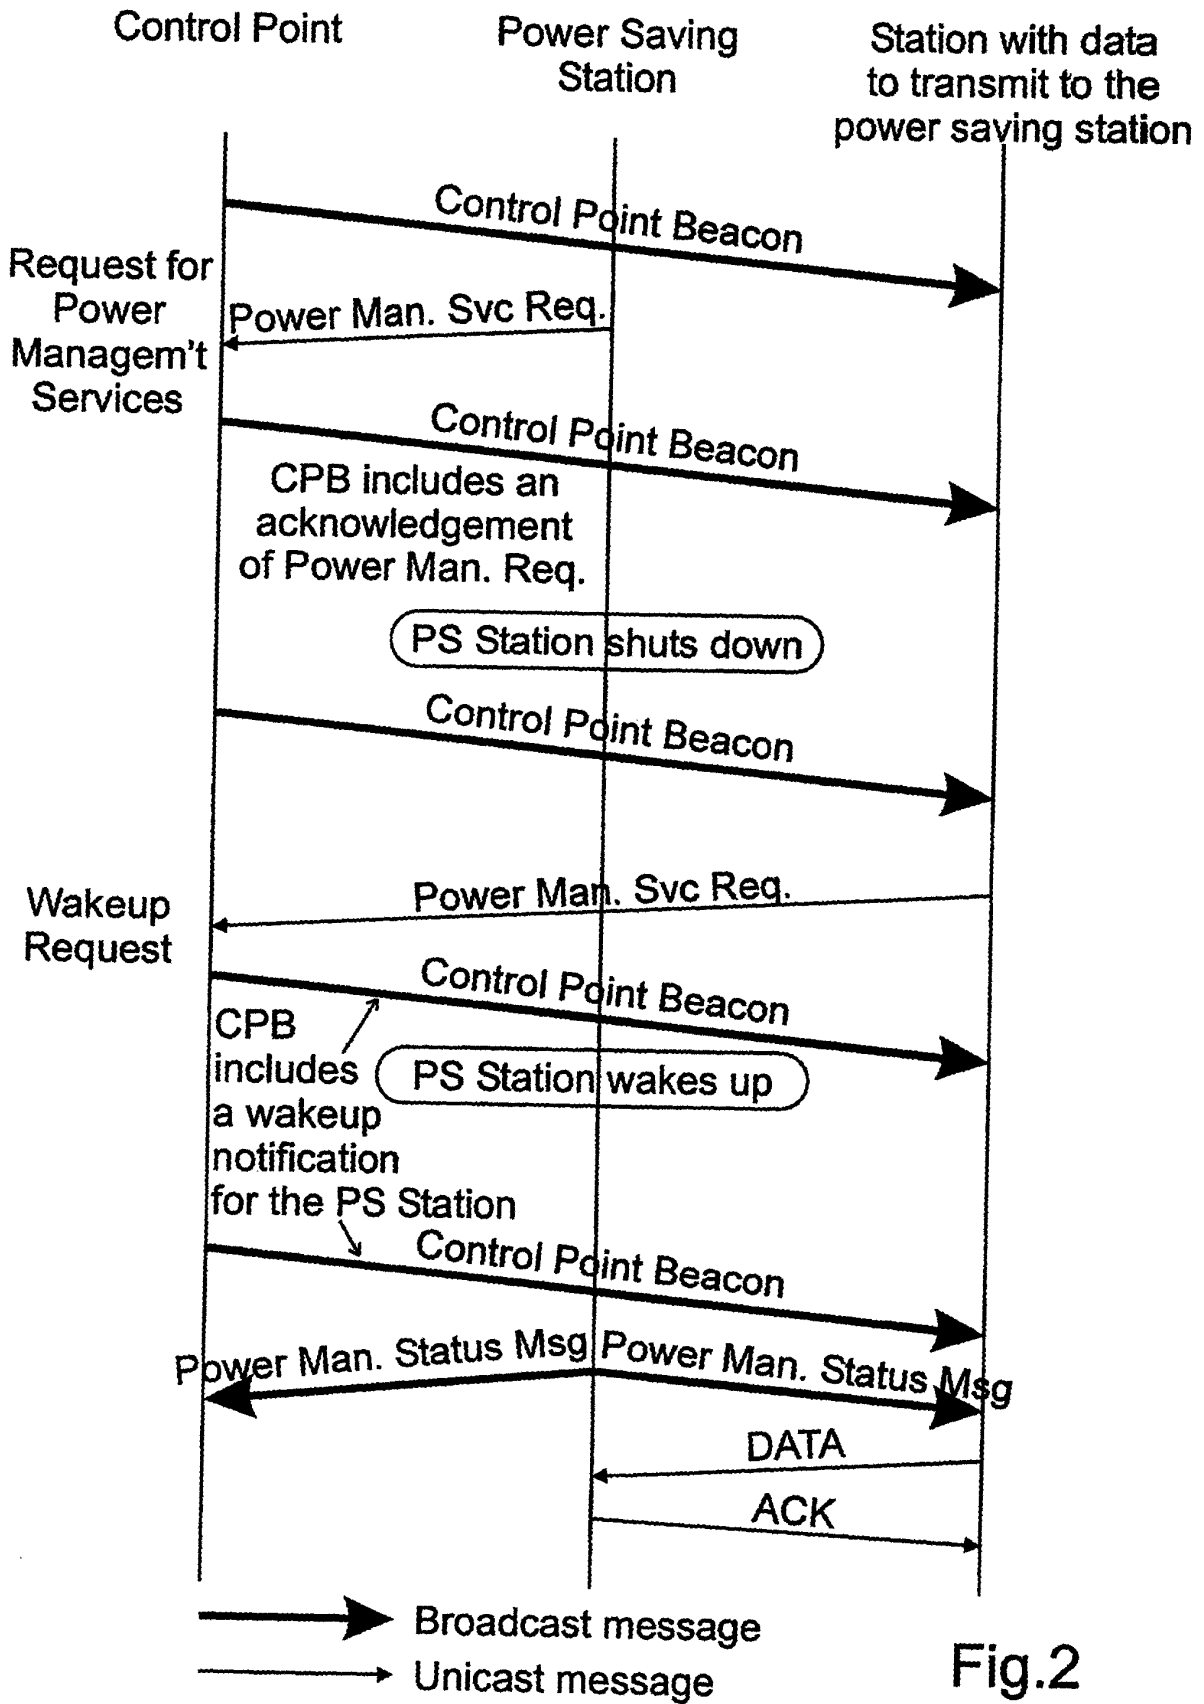 Control Point
Power Saving
Station
Station with data
to transmit to the
power saving station
Control Point Beacon
Request for
Power
Managem't
Services
Power Man. Svc Req.
Control Point Beacon
CPB includes an
acknowledgement
of Power Man. Req.
PS Station shuts down
Control Point Beacon
Wakeup
Request
Power Man. Svc Req.
Control Point Beacon
CPB
includes
a wakeup
notification
for the PS Station
PS Station wakes up
Control Point Beacon
Power Man. Status Msg
Power Man. Status Msg
DATA
ACK
Broadcast message
Unicast message
Fig.2